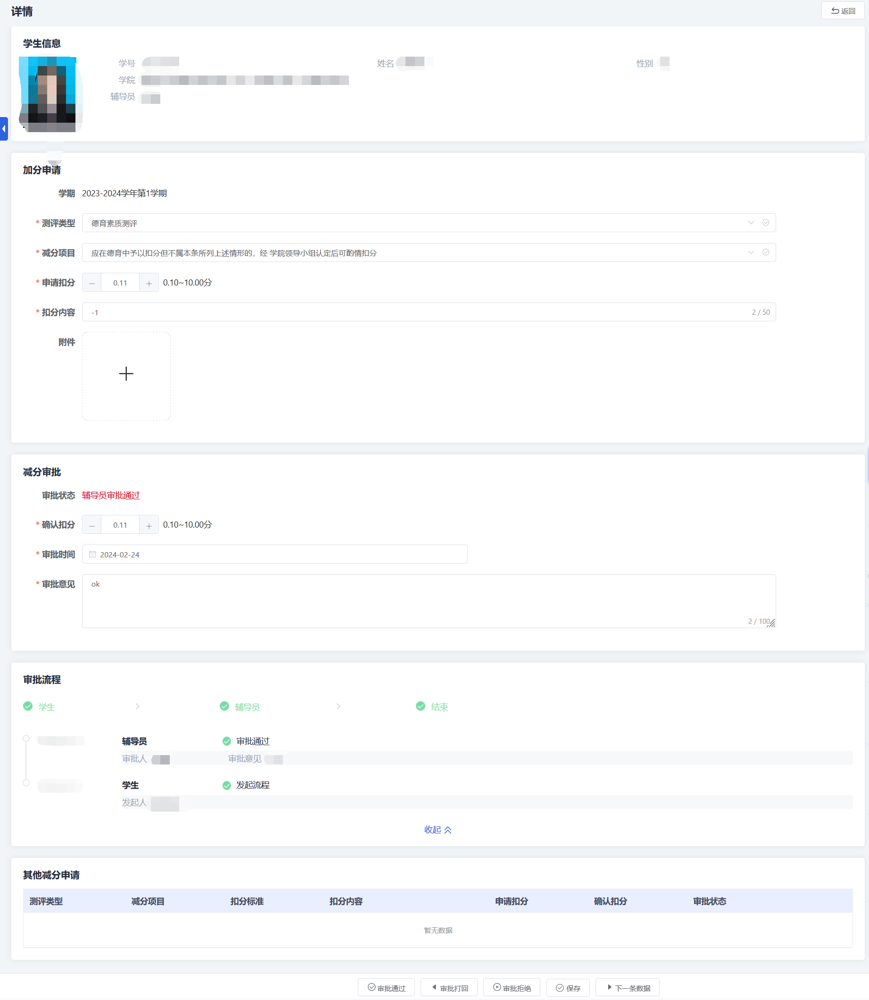 详情
返回
学生信息
学号 姓名 性别
学院
辅导员
加分申请
学期 2023-2024学年第1学期
* 测评类型 德育素质测评
* 减分项目 应在德育中予以扣分但不属本条所列上述情形的，经 学院领导小组认定后可酌情扣分
* 申请扣分 0.11 0.10~10.00分
* 扣分内容 -1 2 / 50
附件
减分审批
审批状态 辅导员审批通过
* 确认扣分 0.11 0.10~10.00分
* 审批时间 2024-02-24
* 审批意见 ok
2 / 100
审批流程
学生 辅导员 结束
辅导员 审批通过
审批人 审批意见
学生 发起流程
发起人
收起
其他减分申请
测评类型 减分项目 扣分标准 扣分内容 申请扣分 确认扣分 审批状态
暂无数据
审批通过 审批打回 审批拒绝 保存 下一条数据